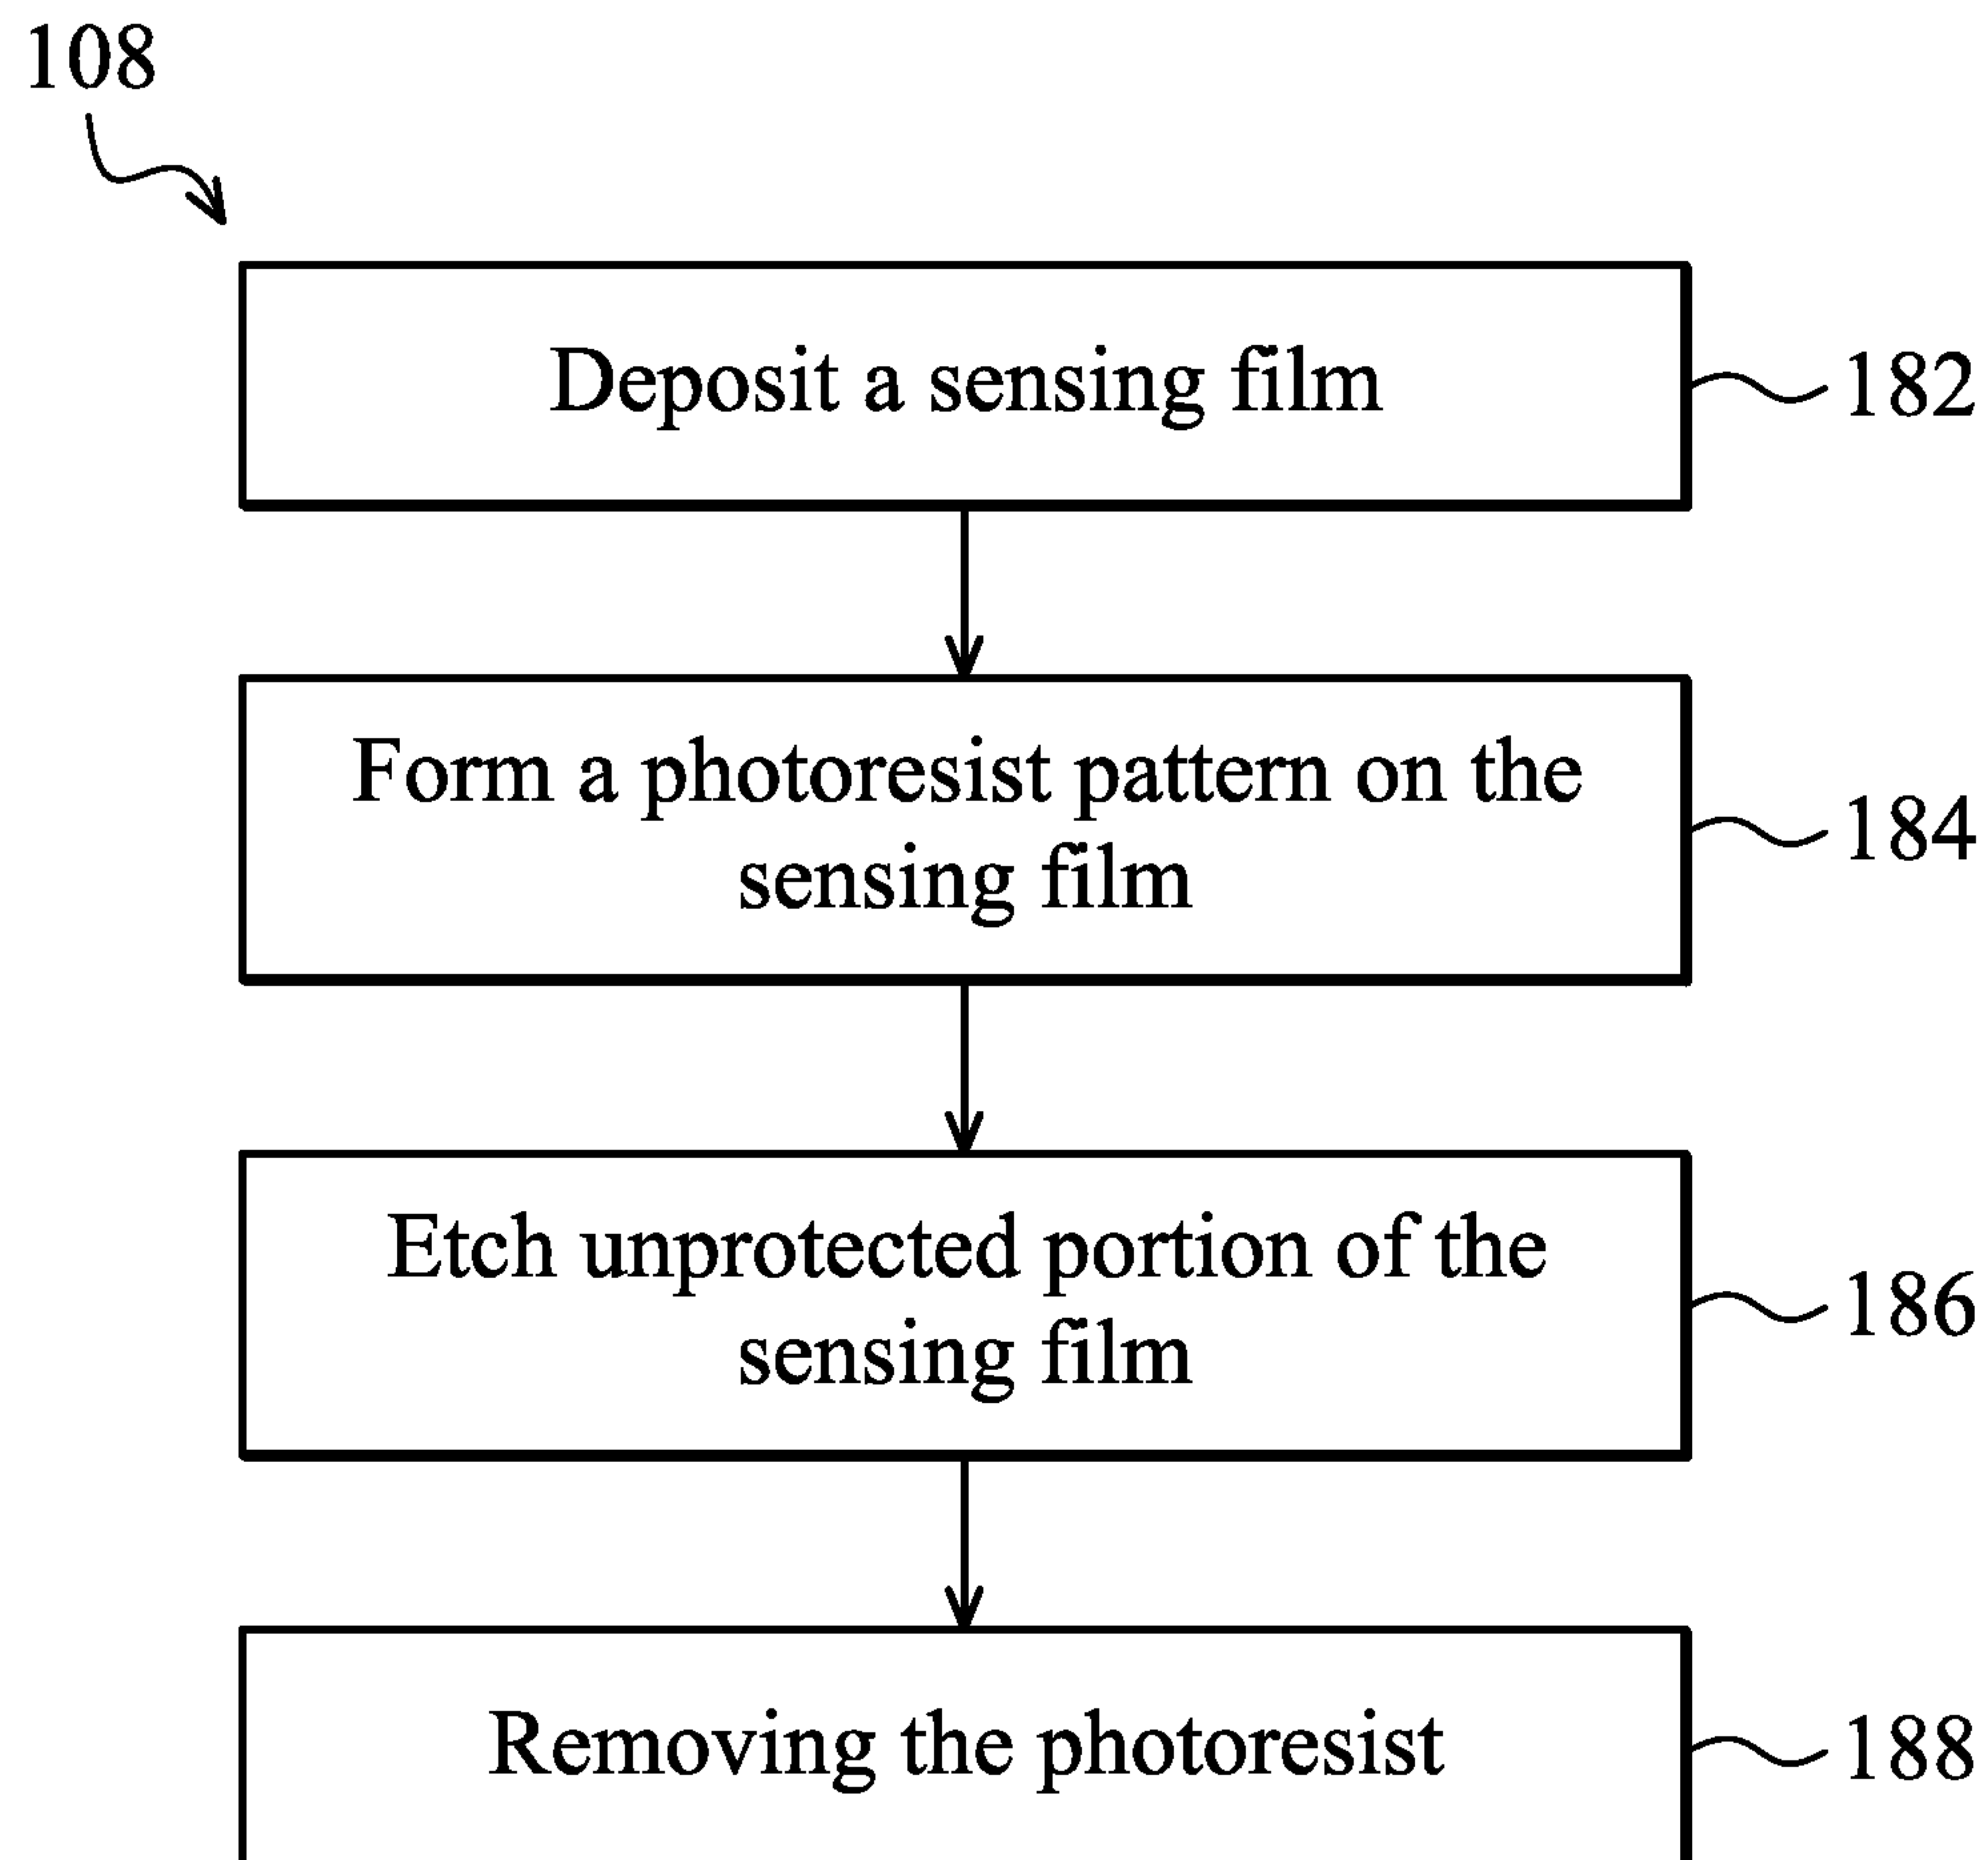 108
Deposit a sensing film
182
Form a photoresist pattern on the
sensing film
184
Etch unprotected portion of the
sensing film
186
Removing the photoresist
188